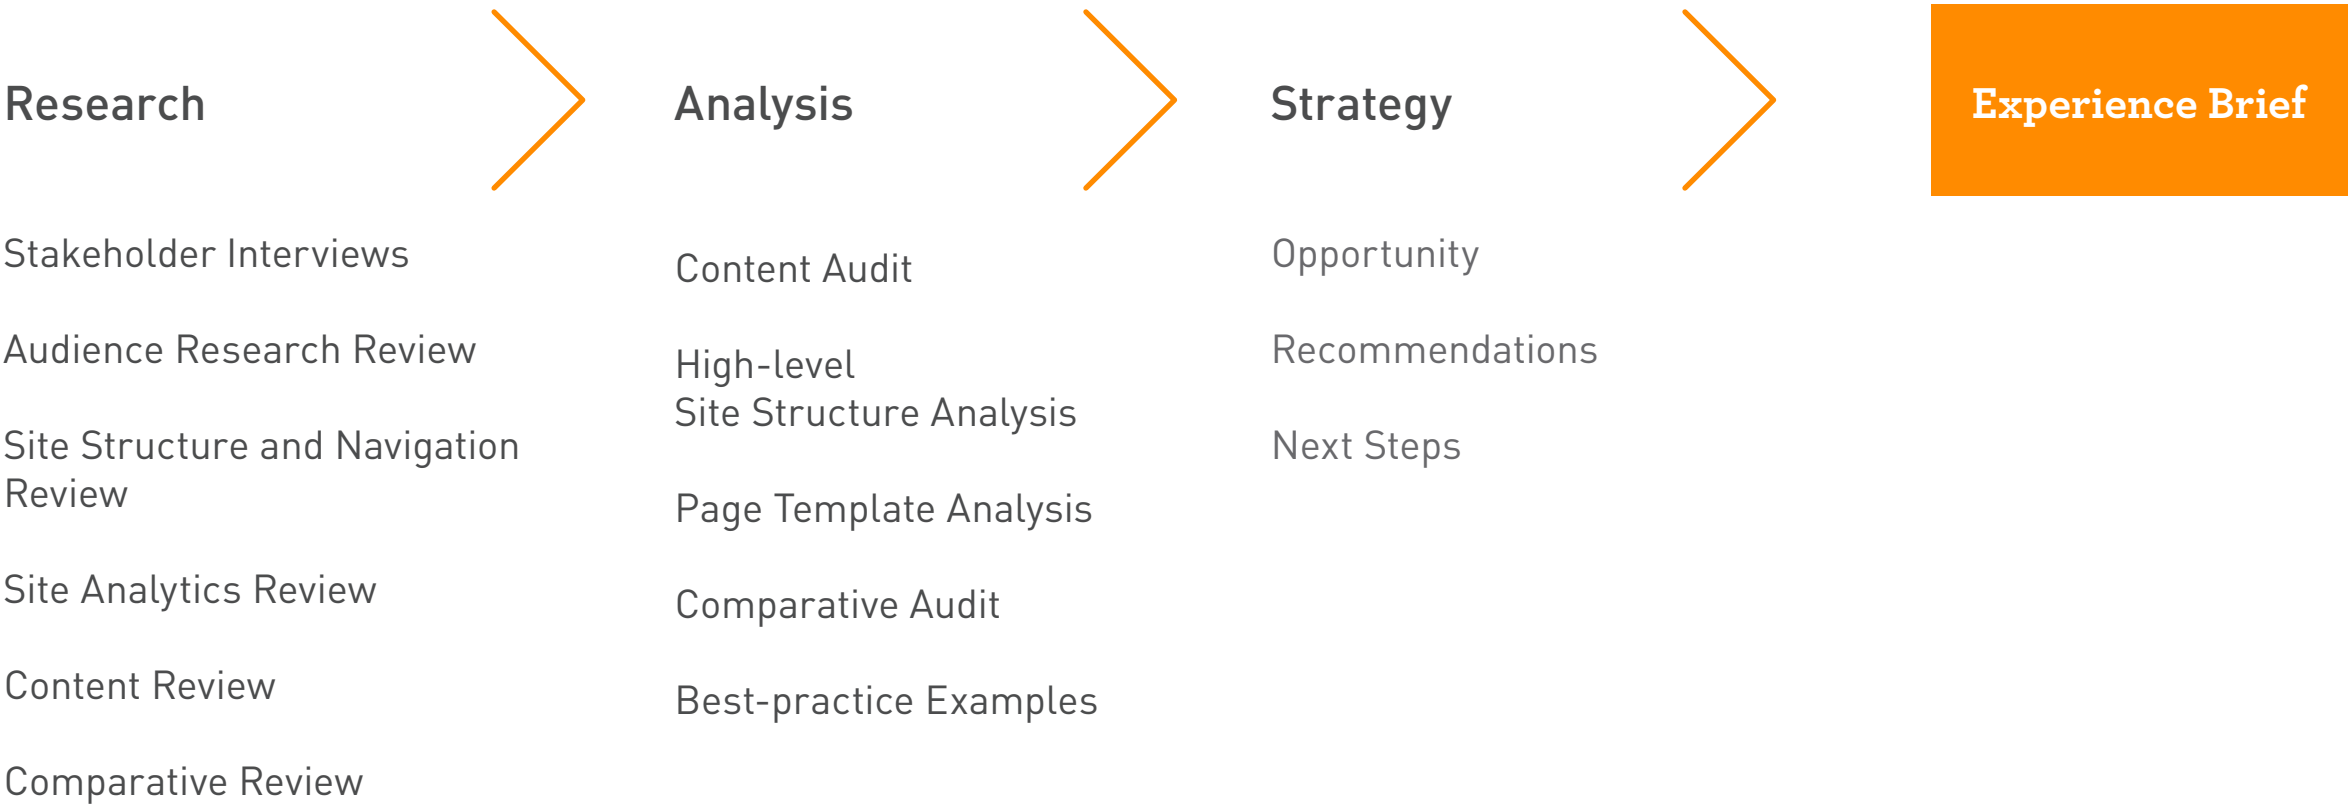 Research
Analysis
Strategy
Experience Brief
Stakeholder Interviews
Audience Research Review
Site Structure and Navigation
Review
Site Analytics Review
Content Review
Comparative Review
Content Audit
High-level
Site Structure Analysis
Page Template Analysis
Comparative Audit
Best-practice Examples
Opportunity
Recommendations
Next Steps